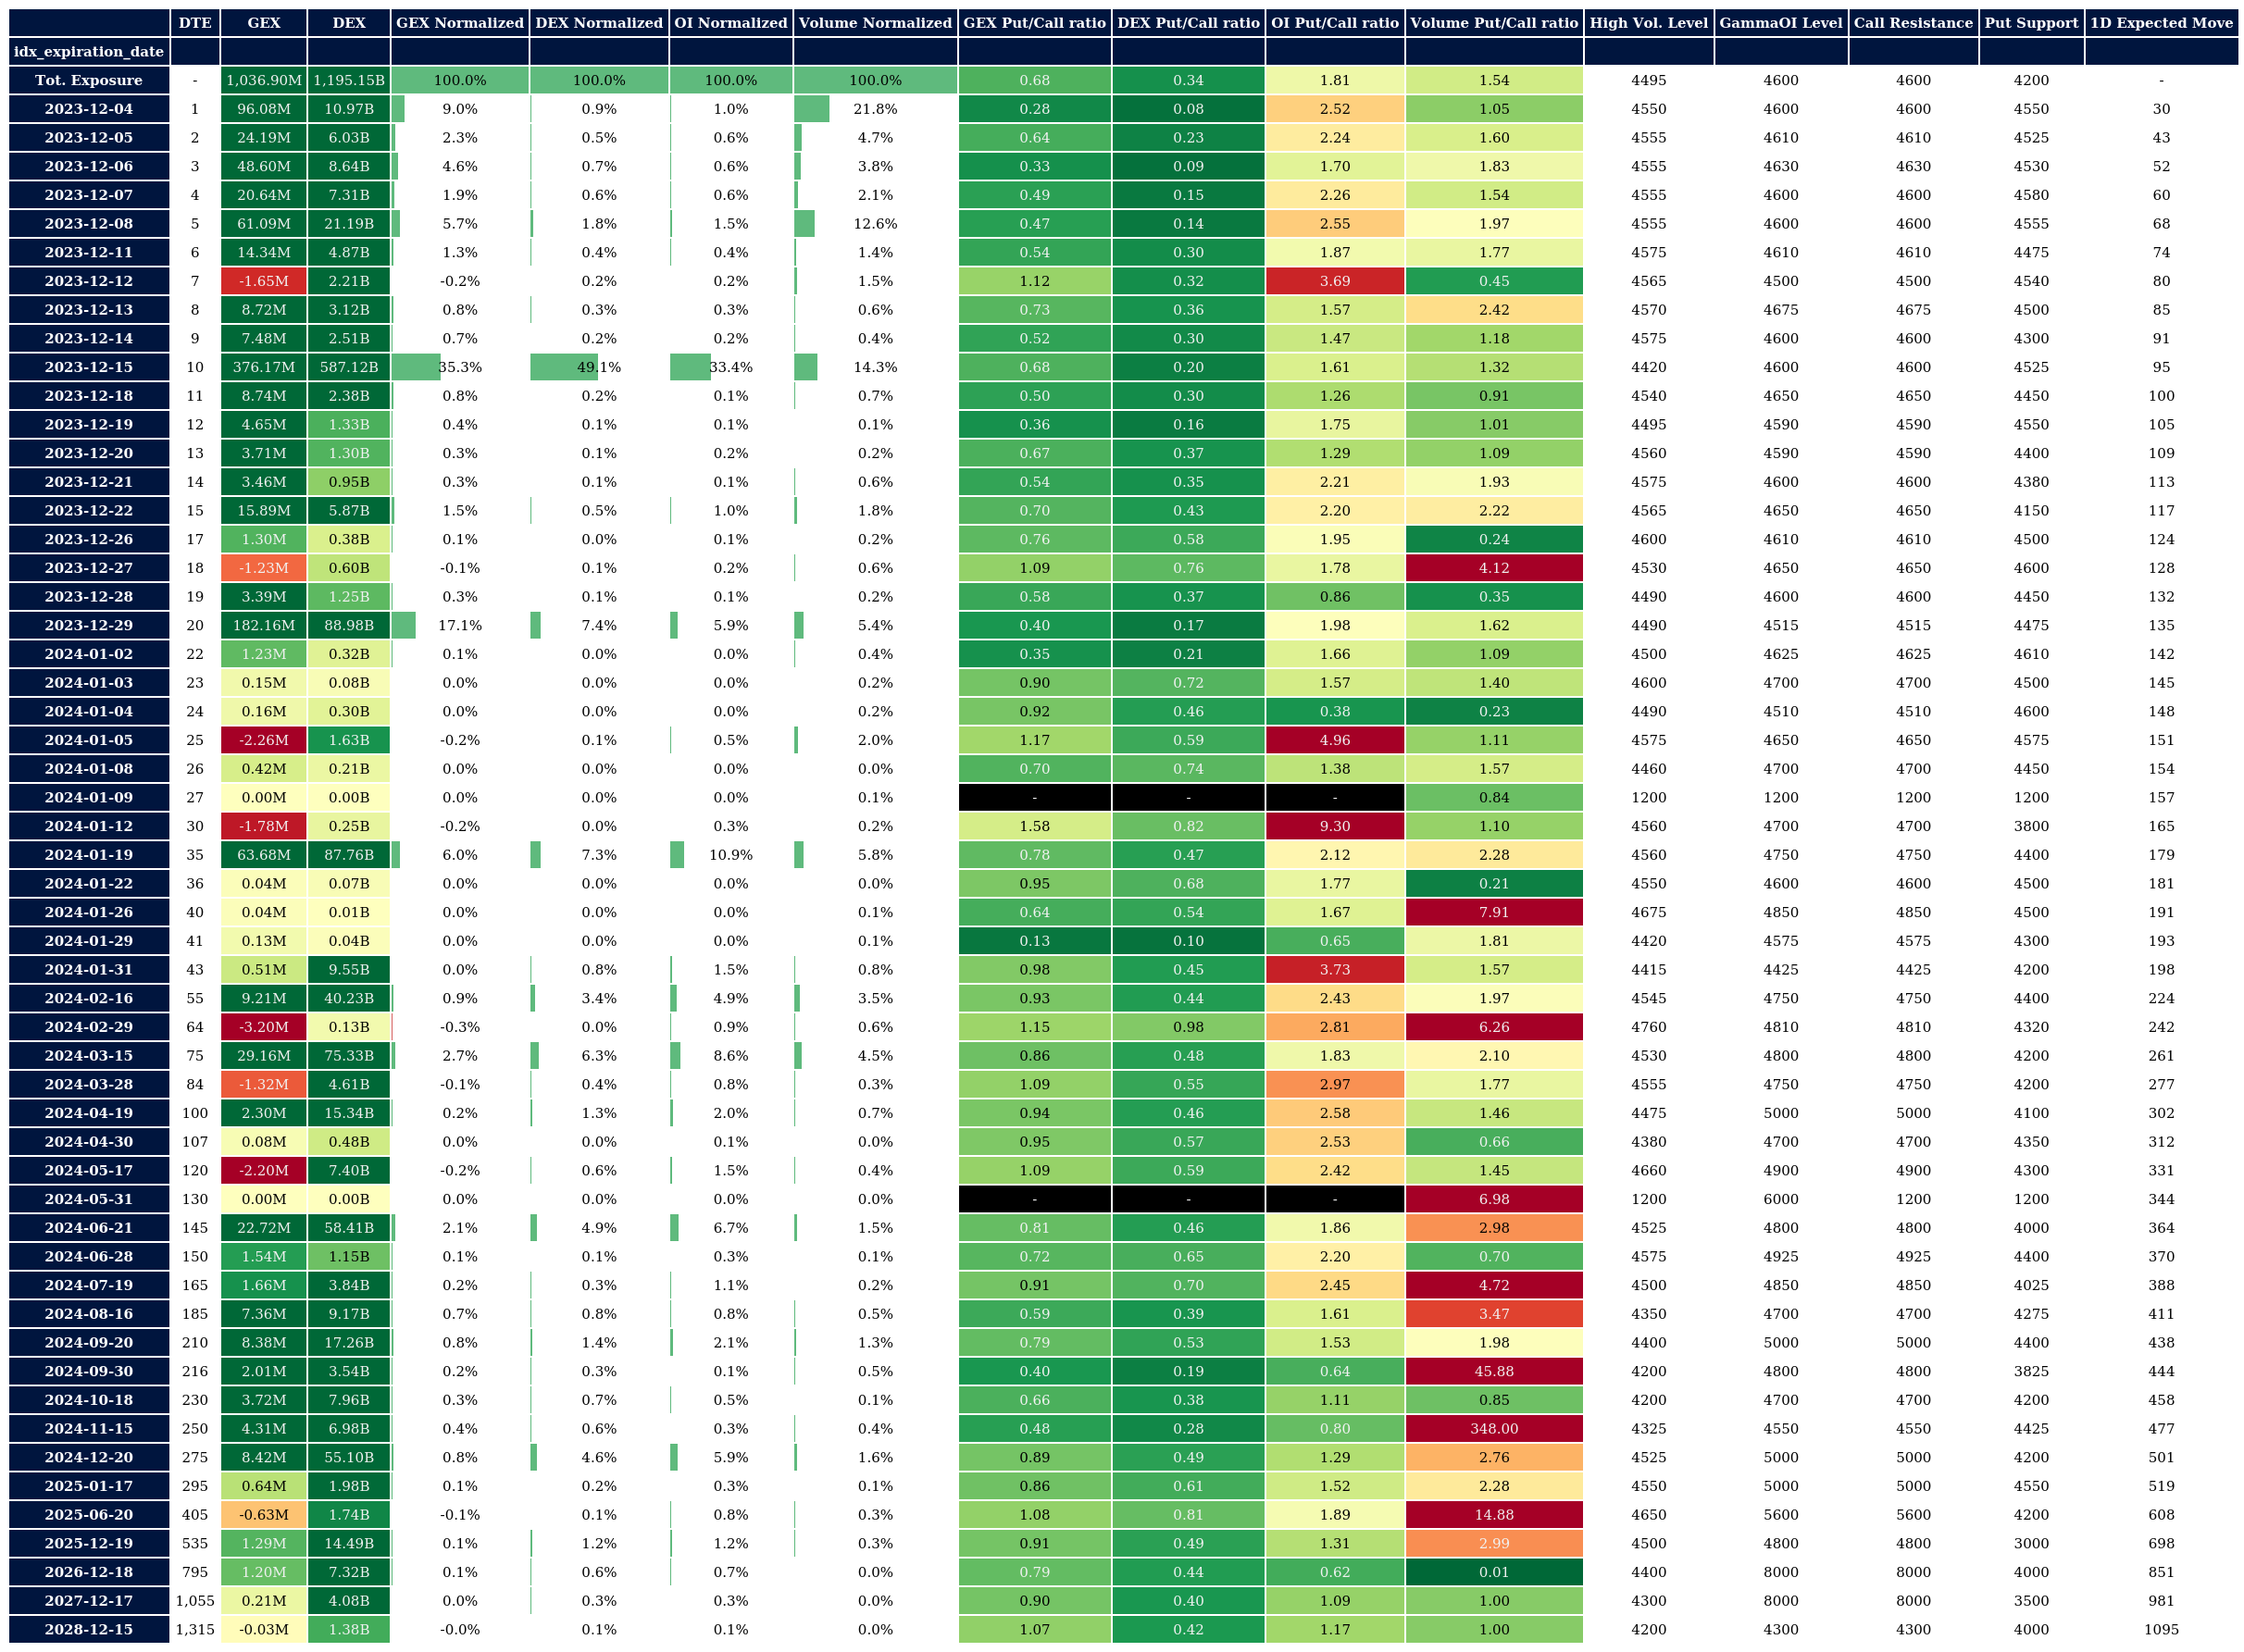 DTE GEX DEX GEX Normalized DEX Normalized OI Normalized Volume Normalized GEX Put/Call ratio DEX Put/Call ratio OI Put/Call ratio Volume Put/Call ratio High Vol. Level GammaOI Level Call Resistance Put Support 1D Expected Move
idx_expiration_date
Tot. Exposure - 1,036.90M 1,195.15B 100.0% 100.0% 100.0% 100.0% 0.68 0.34 1.81 1.54 4495 4600 4600 4200 -
2023-12-04 1 96.08M 10.97B 9.0% 0.9% 1.0% 21.8% 0.28 0.08 2.52 1.05 4550 4600 4600 4550 30
2023-12-05 2 24.19M 6.03B 2.3% 0.5% 0.6% 4.7% 0.64 0.23 2.24 1.60 4555 4610 4610 4525 43
2023-12-06 3 48.60M 8.64B 4.6% 0.7% 0.6% 3.8% 0.33 0.09 1.70 1.83 4555 4630 4630 4530 52
2023-12-07 4 20.64M 7.31B 1.9% 0.6% 0.6% 2.1% 0.49 0.15 2.26 1.54 4555 4600 4600 4580 60
2023-12-08 5 61.09M 21.19B 5.7% 1.8% 1.5% 12.6% 0.47 0.14 2.55 1.97 4555 4600 4600 4555 68
2023-12-11 6 14.34M 4.87B 1.3% 0.4% 0.4% 1.4% 0.54 0.30 1.87 1.77 4575 4610 4610 4475 74
2023-12-12 7 -1.65M 2.21B -0.2% 0.2% 0.2% 1.5% 1.12 0.32 3.69 0.45 4565 4500 4500 4540 80
2023-12-13 8 8.72M 3.12B 0.8% 0.3% 0.3% 0.6% 0.73 0.36 1.57 2.42 4570 4675 4675 4500 85
2023-12-14 9 7.48M 2.51B 0.7% 0.2% 0.2% 0.4% 0.52 0.30 1.47 1.18 4575 4600 4600 4300 91
2023-12-15 10 376.17M 587.12B 35.3% 49.1% 33.4% 14.3% 0.68 0.20 1.61 1.32 4420 4600 4600 4525 95
2023-12-18 11 8.74M 2.38B 0.8% 0.2% 0.1% 0.7% 0.50 0.30 1.26 0.91 4540 4650 4650 4450 100
2023-12-19 12 4.65M 1.33B 0.4% 0.1% 0.1% 0.1% 0.36 0.16 1.75 1.01 4495 4590 4590 4550 105
2023-12-20 13 3.71M 1.30B 0.3% 0.1% 0.2% 0.2% 0.67 0.37 1.29 1.09 4560 4590 4590 4400 109
2023-12-21 14 3.46M 0.95B 0.3% 0.1% 0.1% 0.6% 0.54 0.35 2.21 1.93 4575 4600 4600 4380 113
2023-12-22 15 15.89M 5.87B 1.5% 0.5% 1.0% 1.8% 0.70 0.43 2.20 2.22 4565 4650 4650 4150 117
2023-12-26 17 1.30M 0.38B 0.1% 0.0% 0.1% 0.2% 0.76 0.58 1.95 0.24 4600 4610 4610 4500 124
2023-12-27 18 -1.23M 0.60B -0.1% 0.1% 0.2% 0.6% 1.09 0.76 1.78 4.12 4530 4650 4650 4600 128
2023-12-28 19 3.39M 1.25B 0.3% 0.1% 0.1% 0.2% 0.58 0.37 0.86 0.35 4490 4600 4600 4450 132
2023-12-29 20 182.16M 88.98B 17.1% 7.4% 5.9% 5.4% 0.40 0.17 1.98 1.62 4490 4515 4515 4475 135
2024-01-02 22 1.23M 0.32B 0.1% 0.0% 0.0% 0.4% 0.35 0.21 1.66 1.09 4500 4625 4625 4610 142
2024-01-03 23 0.15M 0.08B 0.0% 0.0% 0.0% 0.2% 0.90 0.72 1.57 1.40 4600 4700 4700 4500 145
2024-01-04 24 0.16M 0.30B 0.0% 0.0% 0.0% 0.2% 0.92 0.46 0.38 0.23 4490 4510 4510 4600 148
2024-01-05 25 -2.26M 1.63B -0.2% 0.1% 0.5% 2.0% 1.17 0.59 4.96 1.11 4575 4650 4650 4575 151
2024-01-08 26 0.42M 0.21B 0.0% 0.0% 0.0% 0.0% 0.70 0.74 1.38 1.57 4460 4700 4700 4450 154
2024-01-09 27 0.00M 0.00B 0.0% 0.0% 0.0% 0.1% - - - 0.84 1200 1200 1200 1200 157
2024-01-12 30 -1.78M 0.25B -0.2% 0.0% 0.3% 0.2% 1.58 0.82 9.30 1.10 4560 4700 4700 3800 165
2024-01-19 35 63.68M 87.76B 6.0% 7.3% 10.9% 5.8% 0.78 0.47 2.12 2.28 4560 4750 4750 4400 179
2024-01-22 36 0.04M 0.07B 0.0% 0.0% 0.0% 0.0% 0.95 0.68 1.77 0.21 4550 4600 4600 4500 181
2024-01-26 40 0.04M 0.01B 0.0% 0.0% 0.0% 0.1% 0.64 0.54 1.67 7.91 4675 4850 4850 4500 191
2024-01-29 41 0.13M 0.04B 0.0% 0.0% 0.0% 0.1% 0.13 0.10 0.65 1.81 4420 4575 4575 4300 193
2024-01-31 43 0.51M 9.55B 0.0% 0.8% 1.5% 0.8% 0.98 0.45 3.73 1.57 4415 4425 4425 4200 198
2024-02-16 55 9.21M 40.23B 0.9% 3.4% 4.9% 3.5% 0.93 0.44 2.43 1.97 4545 4750 4750 4400 224
2024-02-29 64 -3.20M 0.13B -0.3% 0.0% 0.9% 0.6% 1.15 0.98 2.81 6.26 4760 4810 4810 4320 242
2024-03-15 75 29.16M 75.33B 2.7% 6.3% 8.6% 4.5% 0.86 0.48 1.83 2.10 4530 4800 4800 4200 261
2024-03-28 84 -1.32M 4.61B -0.1% 0.4% 0.8% 0.3% 1.09 0.55 2.97 1.77 4555 4750 4750 4200 277
2024-04-19 100 2.30M 15.34B 0.2% 1.3% 2.0% 0.7% 0.94 0.46 2.58 1.46 4475 5000 5000 4100 302
2024-04-30 107 0.08M 0.48B 0.0% 0.0% 0.1% 0.0% 0.95 0.57 2.53 0.66 4380 4700 4700 4350 312
2024-05-17 120 -2.20M 7.40B -0.2% 0.6% 1.5% 0.4% 1.09 0.59 2.42 1.45 4660 4900 4900 4300 331
2024-05-31 130 0.00M 0.00B 0.0% 0.0% 0.0% 0.0% - - - 6.98 1200 6000 1200 1200 344
2024-06-21 145 22.72M 58.41B 2.1% 4.9% 6.7% 1.5% 0.81 0.46 1.86 2.98 4525 4800 4800 4000 364
2024-06-28 150 1.54M 1.15B 0.1% 0.1% 0.3% 0.1% 0.72 0.65 2.20 0.70 4575 4925 4925 4400 370
2024-07-19 165 1.66M 3.84B 0.2% 0.3% 1.1% 0.2% 0.91 0.70 2.45 4.72 4500 4850 4850 4025 388
2024-08-16 185 7.36M 9.17B 0.7% 0.8% 0.8% 0.5% 0.59 0.39 1.61 3.47 4350 4700 4700 4275 411
2024-09-20 210 8.38M 17.26B 0.8% 1.4% 2.1% 1.3% 0.79 0.53 1.53 1.98 4400 5000 5000 4400 438
2024-09-30 216 2.01M 3.54B 0.2% 0.3% 0.1% 0.5% 0.40 0.19 0.64 45.88 4200 4800 4800 3825 444
2024-10-18 230 3.72M 7.96B 0.3% 0.7% 0.5% 0.1% 0.66 0.38 1.11 0.85 4200 4700 4700 4200 458
2024-11-15 250 4.31M 6.98B 0.4% 0.6% 0.3% 0.4% 0.48 0.28 0.80 348.00 4325 4550 4550 4425 477
2024-12-20 275 8.42M 55.10B 0.8% 4.6% 5.9% 1.6% 0.89 0.49 1.29 2.76 4525 5000 5000 4200 501
2025-01-17 295 0.64M 1.98B 0.1% 0.2% 0.3% 0.1% 0.86 0.61 1.52 2.28 4550 5000 5000 4550 519
2025-06-20 405 -0.63M 1.74B -0.1% 0.1% 0.8% 0.3% 1.08 0.81 1.89 14.88 4650 5600 5600 4200 608
2025-12-19 535 1.29M 14.49B 0.1% 1.2% 1.2% 0.3% 0.91 0.49 1.31 2.99 4500 4800 4800 3000 698
2026-12-18 795 1.20M 7.32B 0.1% 0.6% 0.7% 0.0% 0.79 0.44 0.62 0.01 4400 8000 8000 4000 851
2027-12-17 1,055 0.21M 4.08B 0.0% 0.3% 0.3% 0.0% 0.90 0.40 1.09 1.00 4300 8000 8000 3500 981
2028-12-15 1,315 -0.03M 1.38B -0.0% 0.1% 0.1% 0.0% 1.07 0.42 1.17 1.00 4200 4300 4300 4000 1095